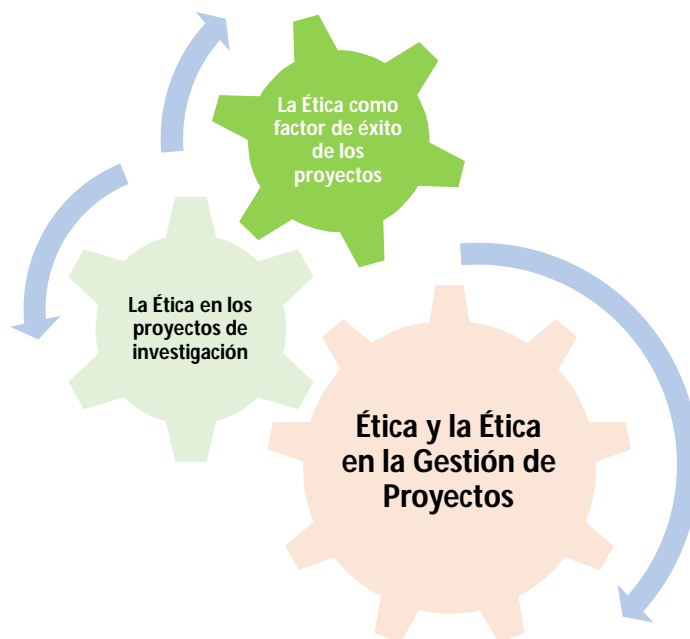 La Ética como
factor de éxito
de los
proyectos
La Ética en los
proyectos de
investigación
Ética y la Ética
en la Gestión de
Proyectos